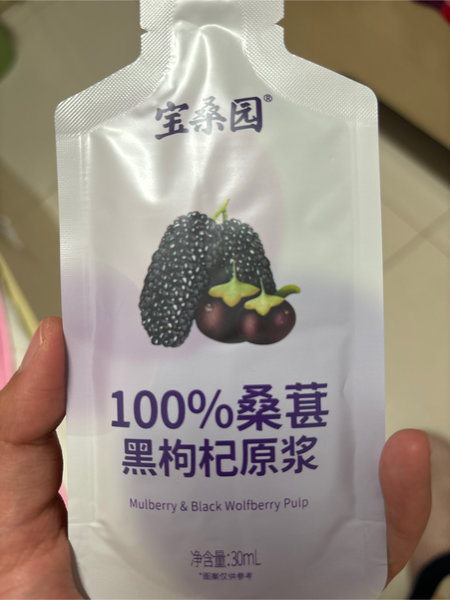 宝桑园®
100%桑葚
黑枸杞原浆
Mulberry & Black Wolfberry Pulp
净含量:30mL
*图案仅供参考